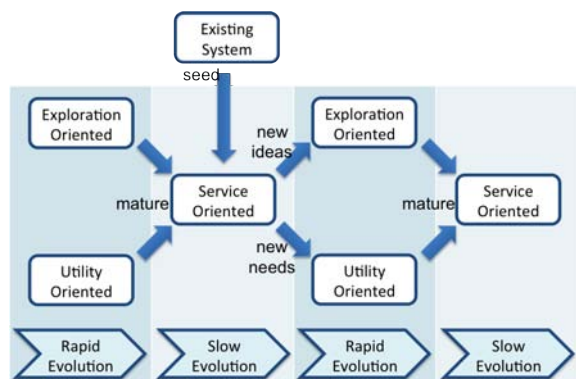 Existing
System
seed
Exploration
Oriented
new
ideas
Exploration
Oriented
mature
Service
Oriented
mature
Service
Oriented
new
needs
Utility
Oriented
Utility
Oriented
Rapid
Evolution
Slow
Evolution
Rapid
Evolution
Slow
Evolution